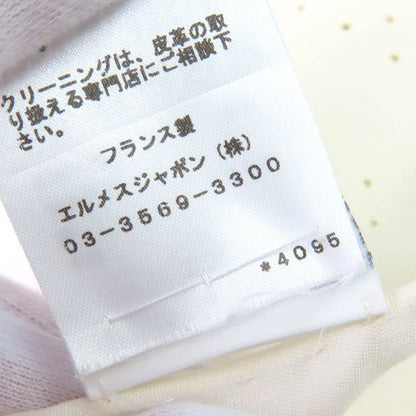 クリーニングは、皮革の取
り扱える専門店にご相談下
さい。
フランス製
エルメスジャポン（株）
03-3569-3300
*4095